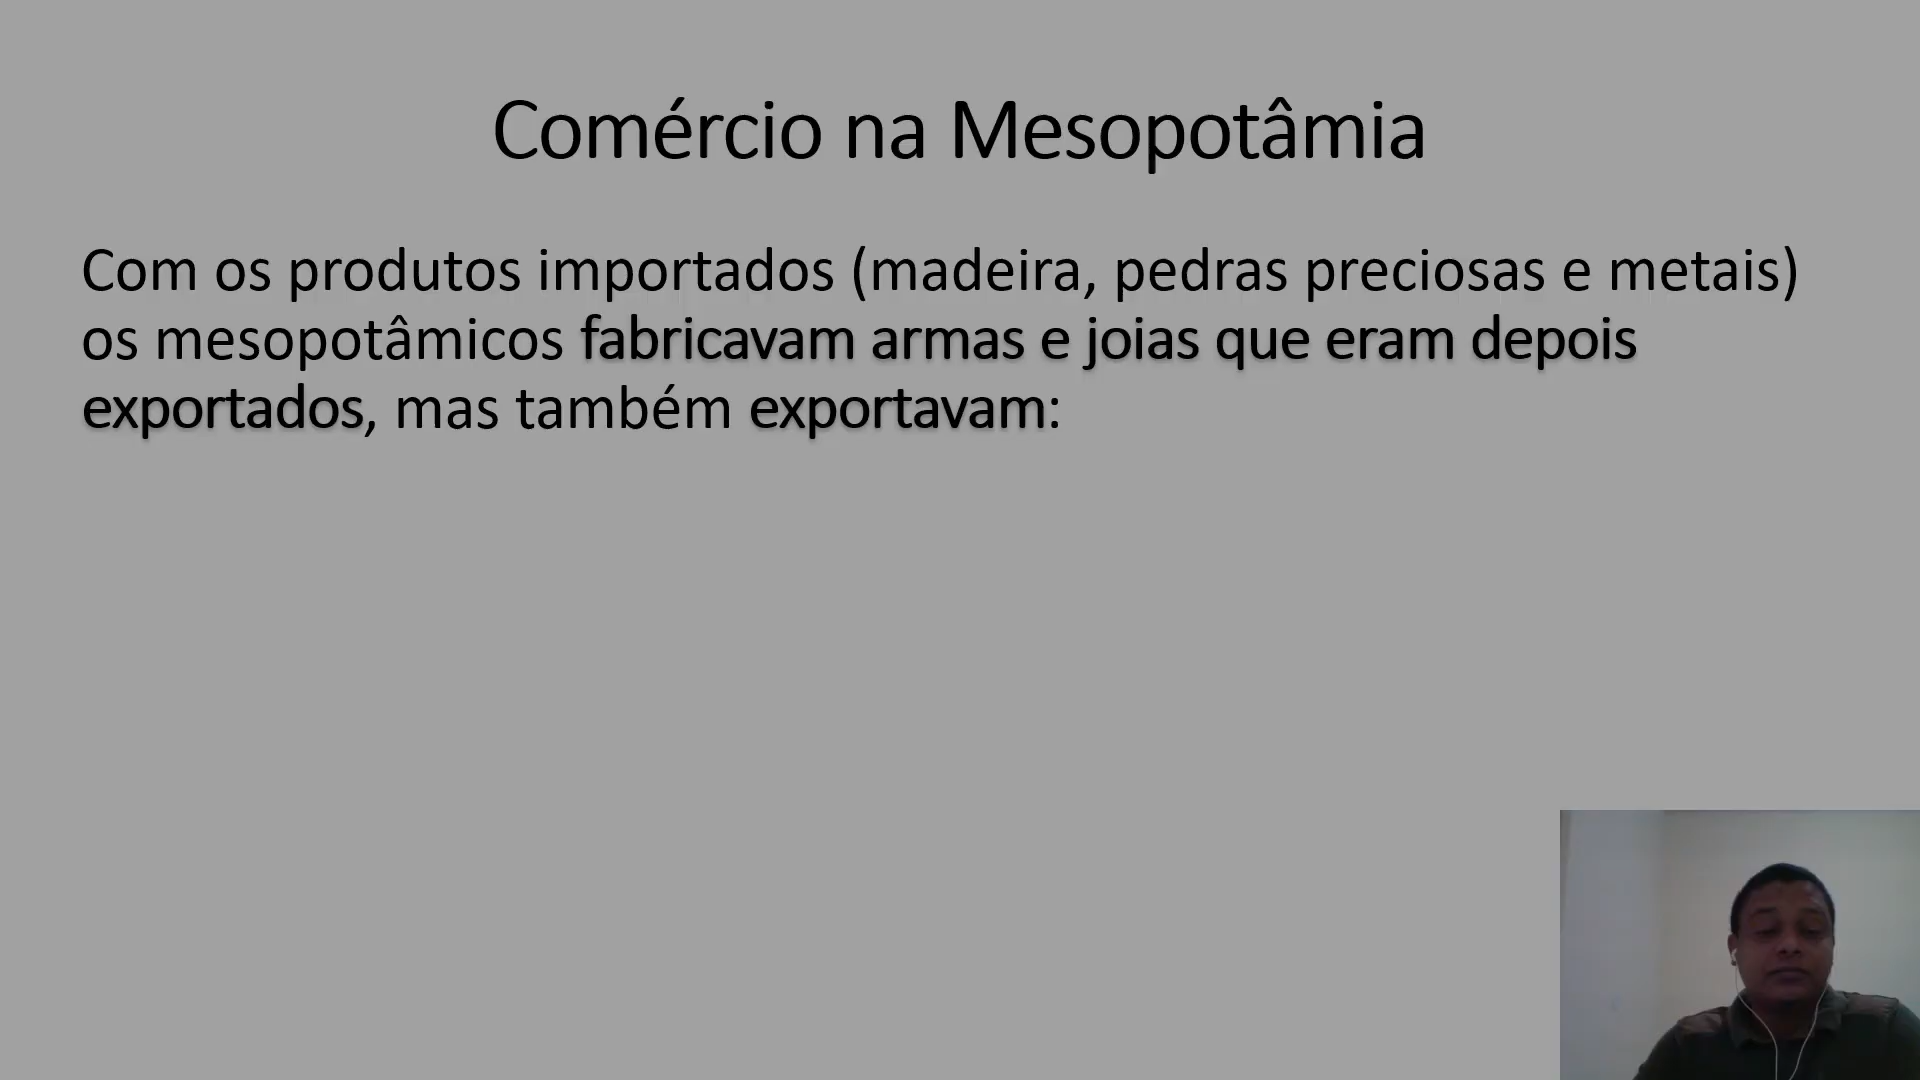 Comércio na Mesopotâmia
Com os produtos importados (madeira, pedras preciosas e metais)
os mesopotâmicos fabricavam armas e joias que eram depois
exportados, mas também exportavam: